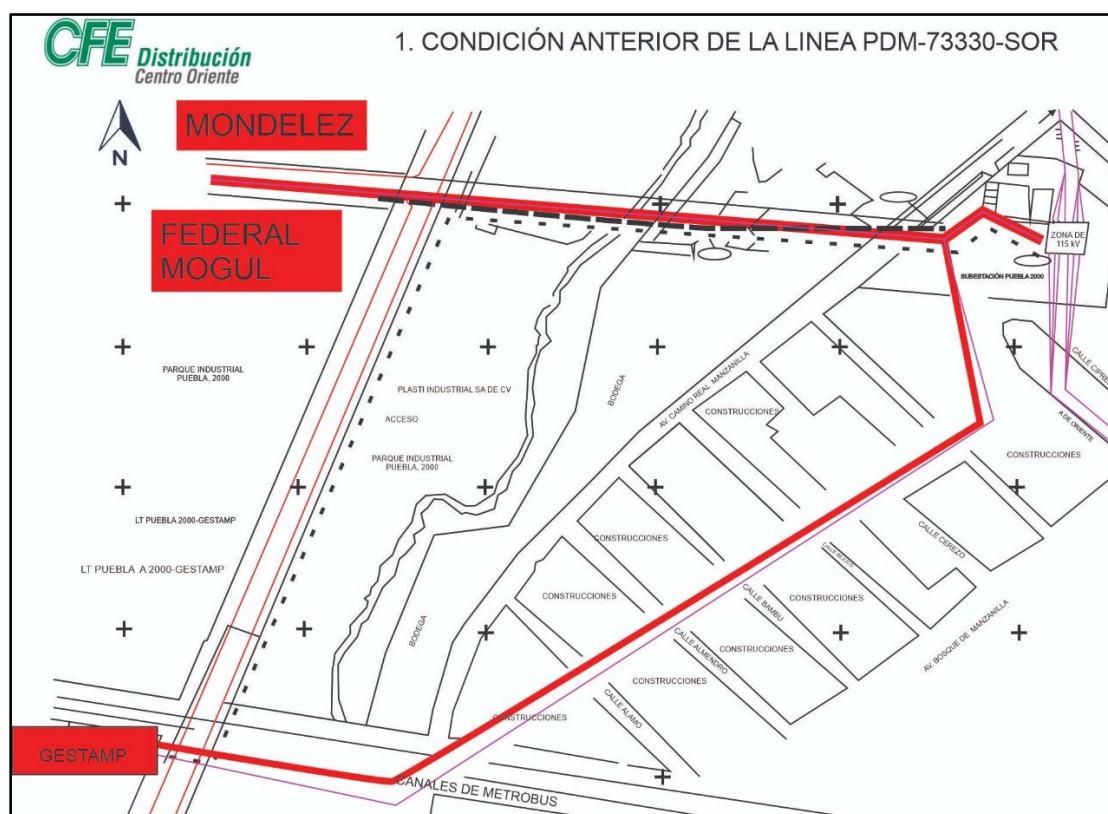 CFE Distribución
Centro Oriente
1. CONDICIÓN ANTERIOR DE LA LINEA PDM-73330-SOR
MONDELEZ
N
FEDERAL
MOGUL
ZONA DE
115 kV
SUBESTACIÓN PUEBLA 2000
PARQUE INDUSTRIAL
PUEBLA, 2000
PLASTI INDUSTRIAL SA DE CV
ACCESO
BODEGA
AV. CAMINO REAL MANZANILLA
CONSTRUCCIONES
CALLE CIPRE
A DE ORIENTE
PARQUE INDUSTRIAL
PUEBLA, 2000
CONSTRUCCIONES
CONSTRUCCIONES
LT PUEBLA 2000-GESTAMP
CONSTRUCCIONES
CALLE CEREZO
LT PUEBLA A 2000-GESTAMP
CONSTRUCCIONES
CALLE BAMBU
CONSTRUCCIONES
BODEGA
CALLE ALMENDRO
CONSTRUCCIONES
AV. BOSQUE DE MANZANILLA
CONSTRUCCIONES
CALLE ALAMO
CONSTRUCCIONES
GESTAMP
CANALES DE METROBUS